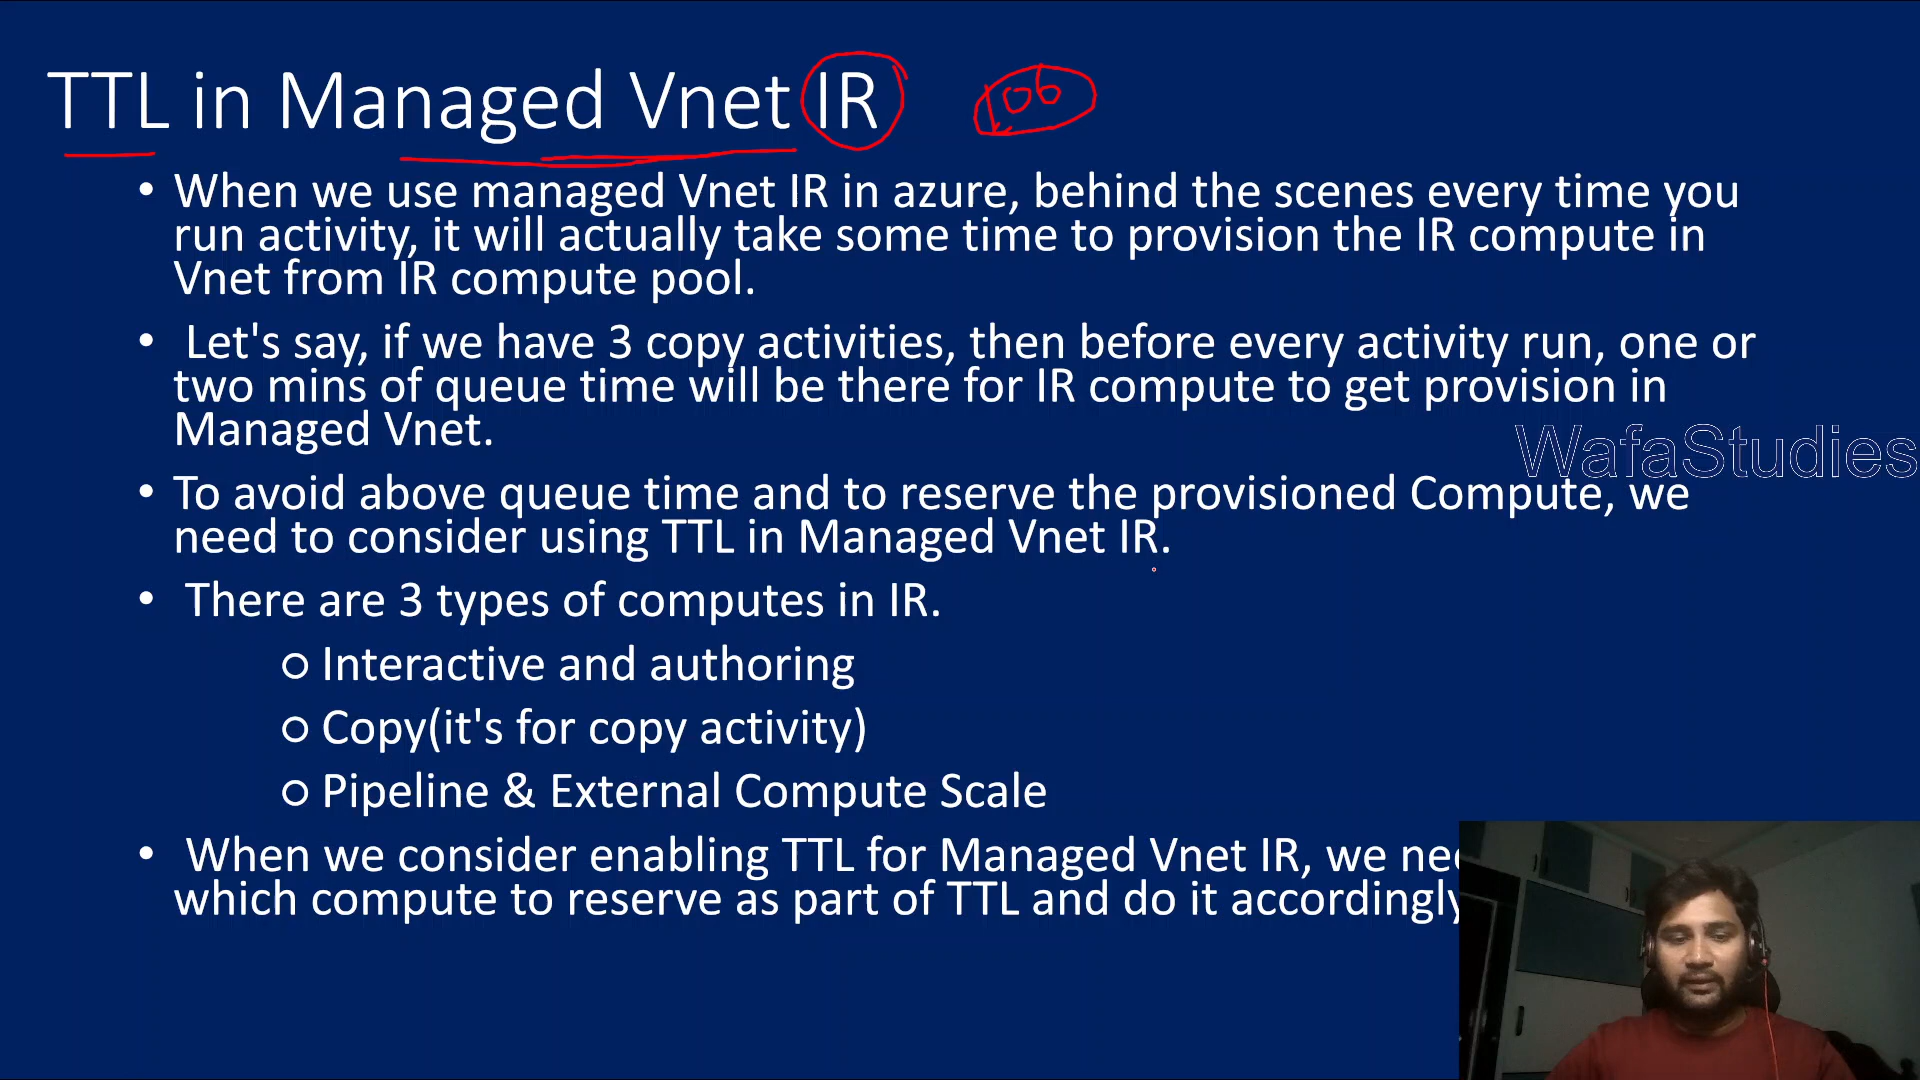 TTL in Managed Vnet IR 106
• When we use managed Vnet IR in azure, behind the scenes every time you
run activity, it will actually take some time to provision the IR compute in
Vnet from IR compute pool.
• Let's say, if we have 3 copy activities, then before every activity run, one or
two mins of queue time will be there for IR compute to get provision in
Managed Vnet.
WafaStudies
• To avoid above queue time and to reserve the provisioned Compute, we
need to consider using TTL in Managed Vnet IR.
• There are 3 types of computes in IR.
○ Interactive and authoring
○ Copy(it's for copy activity)
○ Pipeline & External Compute Scale
• When we consider enabling TTL for Managed Vnet IR, we
which compute to reserve as part of TTL and do it accordingly